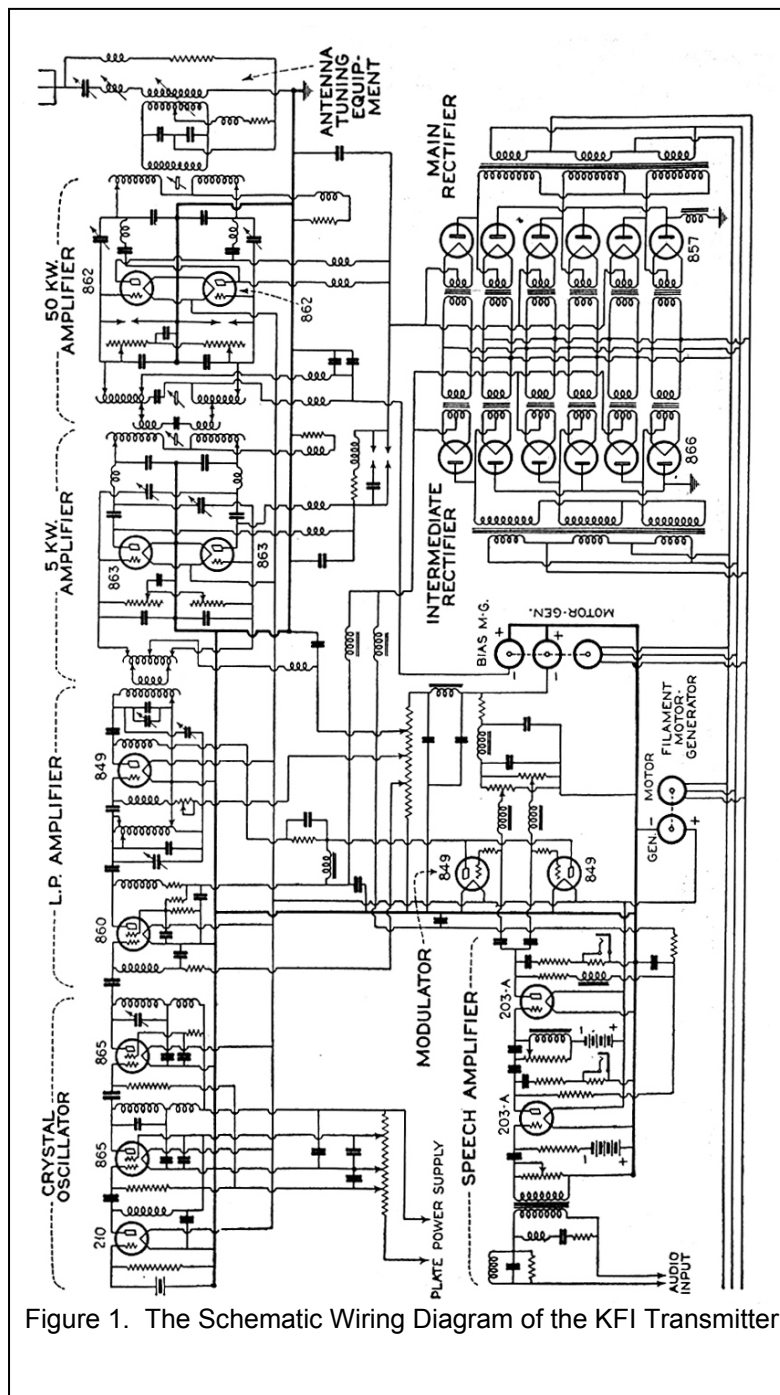 CRYSTAL
OSCILLATOR
L.P. AMPLIFIER
5 KW.
AMPLIFIER
50 KW.
AMPLIFIER
210
865
865
860
849
863
863
862
862
ANTENNA
TUNING
EQUIP-
MENT
PLATE POWER SUPPLY
MODULATOR
849
849
INTERMEDIATE
RECTIFIER
866
MAIN
RECTIFIER
857
BIAS M-G.
MOTOR-GEN.
+
-
+
-
FILAMENT
MOTOR-
GENERATOR
GEN.
MOTOR
-
+
SPEECH AMPLIFIER
203-A
203-A
-
+
-
+
AUDIO
INPUT
Figure 1. The Schematic Wiring Diagram of the KFI Transmitter